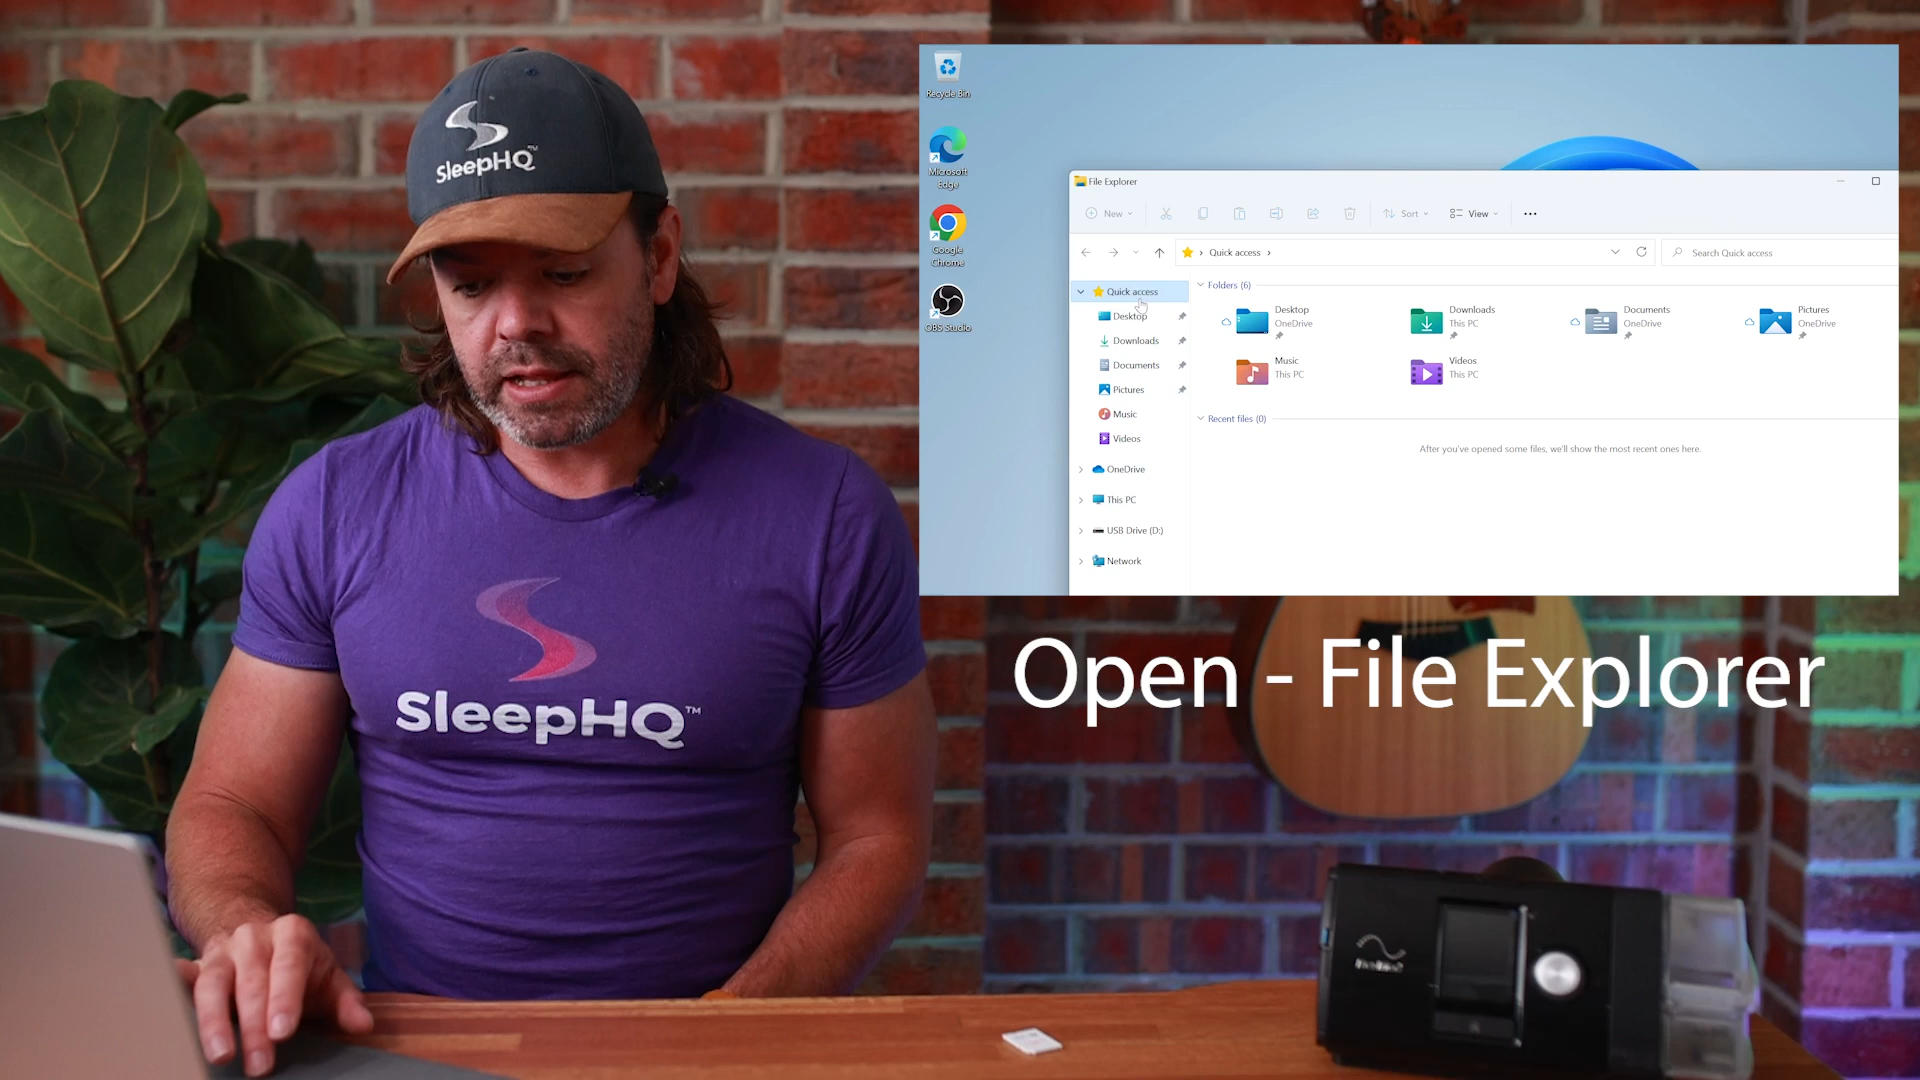 SleepHQ™
SleepHQ™
Recycle Bin
Microsoft
Edge
Google
Chrome
OBS Studio
File Explorer
New
Sort
View
Quick access
Search Quick access
Quick access
Desktop
Downloads
Documents
Pictures
Music
Videos
OneDrive
This PC
USB Drive (D:)
Network
Folders (6)
Desktop
OneDrive
Downloads
This PC
Documents
OneDrive
Pictures
OneDrive
Music
This PC
Videos
This PC
Recent files (0)
After you've opened some files, we'll show the most recent ones here.
Open - File Explorer